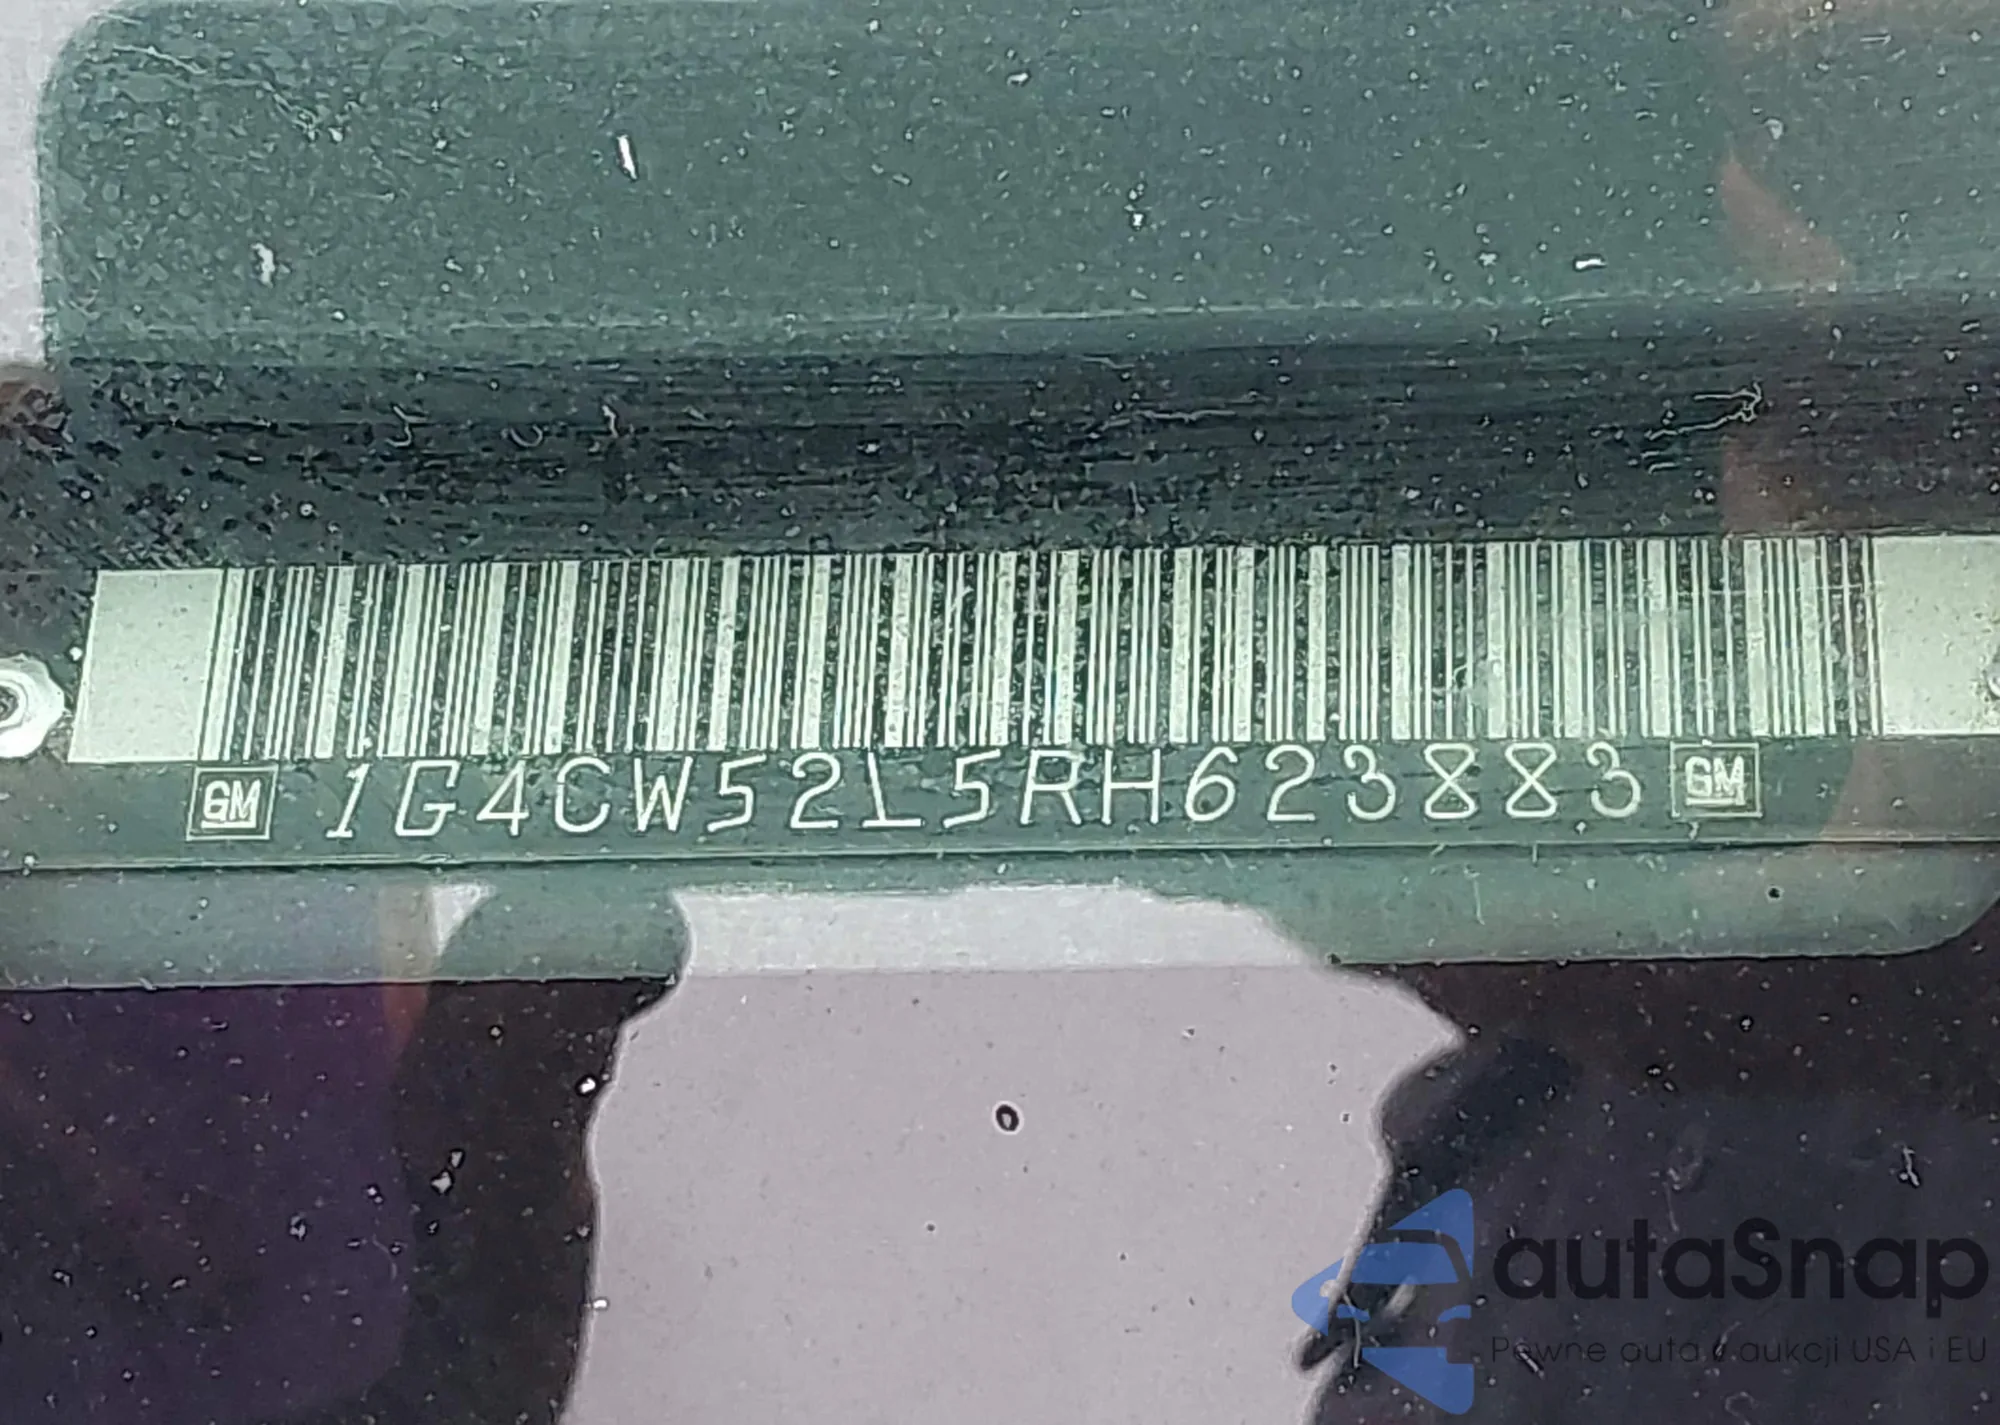 GM 1G4CW52L5RH623883 GM
autaSnap
Pewne auta z aukcji USA i EU